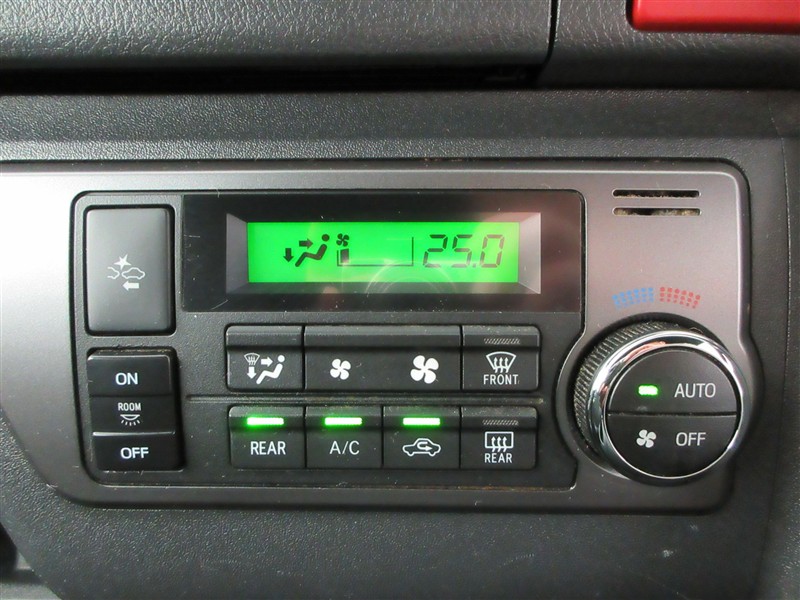 25.0
ON
ROOM
OFF
FRONT
REAR
A/C
REAR
AUTO
OFF